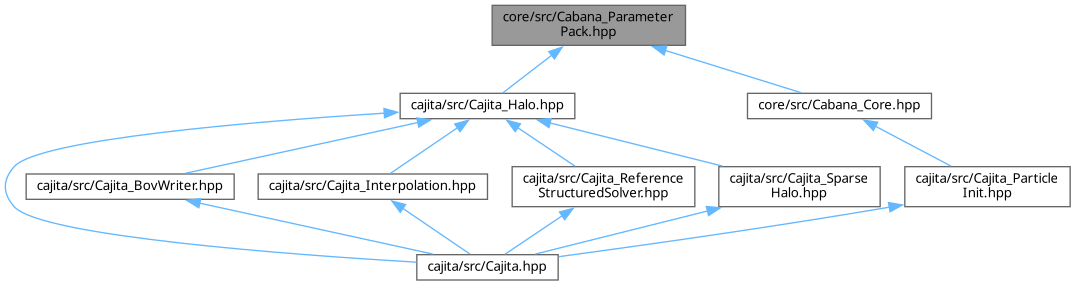 core/src/Cabana_Parameter
Pack.hpp
cajita/src/Cajita_Halo.hpp
core/src/Cabana_Core.hpp
cajita/src/Cajita_BovWriter.hpp
cajita/src/Cajita_Interpolation.hpp
cajita/src/Cajita_Reference
StructuredSolver.hpp
cajita/src/Cajita_Sparse
Halo.hpp
cajita/src/Cajita_Particle
Init.hpp
cajita/src/Cajita.hpp